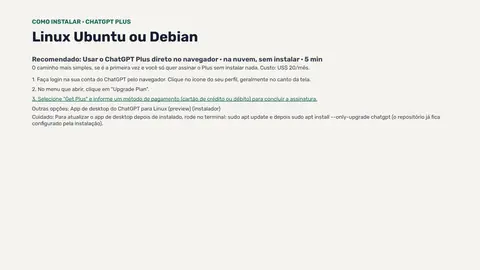 COMO INSTALAR · CHATGPT PLUS
Linux Ubuntu ou Debian
Recomendado: Usar o ChatGPT Plus direto no navegador · na nuvem, sem instalar · 5 min
O caminho mais simples, se é a primeira vez e você só quer assinar o Plus sem instalar nada. Custo: US$ 20/mês.
1. Faça login na sua conta do ChatGPT pelo navegador. Clique no ícone do seu perfil, geralmente no canto da tela.
2. No menu que abrir, clique em "Upgrade Plan".
3. Selecione "Get Plus" e informe um método de pagamento (cartão de crédito ou débito) para concluir a assinatura.
Outras opções: App de desktop do ChatGPT para Linux (preview) (instalador)
Cuidado: Para atualizar o app de desktop depois de instalado, rode no terminal: sudo apt update e depois sudo apt install --only-upgrade chatgpt (o repositório já fica
configurado pela instalação).